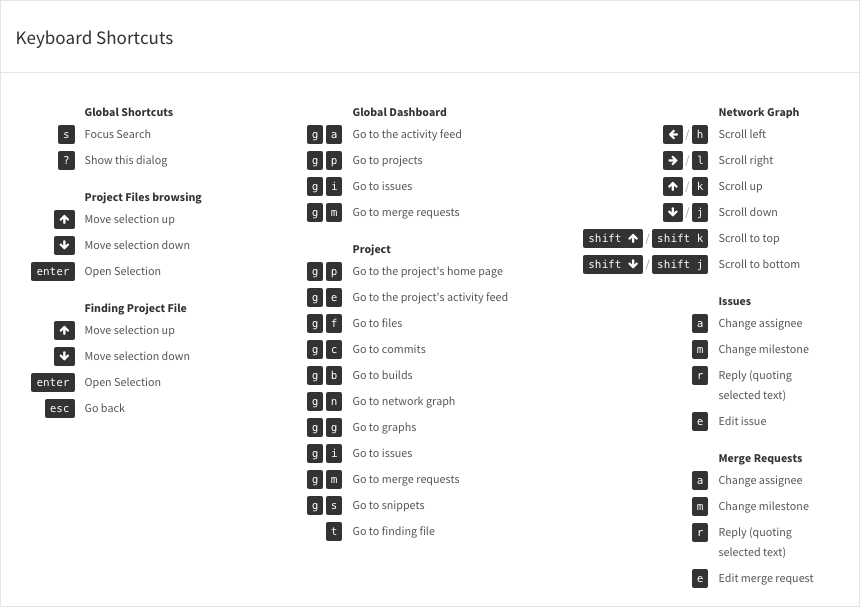 Keyboard Shortcuts
Global Shortcuts
s Focus Search
? Show this dialog
Project Files browsing
↑ Move selection up
↓ Move selection down
enter Open Selection
Finding Project File
↑ Move selection up
↓ Move selection down
enter Open Selection
esc Go back
Global Dashboard
g a Go to the activity feed
g p Go to projects
g i Go to issues
g m Go to merge requests
Project
g p Go to the project's home page
g e Go to the project's activity feed
g f Go to files
g c Go to commits
g b Go to builds
g n Go to network graph
g g Go to graphs
g i Go to issues
g m Go to merge requests
g s Go to snippets
t Go to finding file
Network Graph
← / h Scroll left
→ / l Scroll right
↑ / k Scroll up
↓ / j Scroll down
shift ↑ / shift k Scroll to top
shift ↓ / shift j Scroll to bottom
Issues
a Change assignee
m Change milestone
r Reply (quoting
selected text)
e Edit issue
Merge Requests
a Change assignee
m Change milestone
r Reply (quoting
selected text)
e Edit merge request